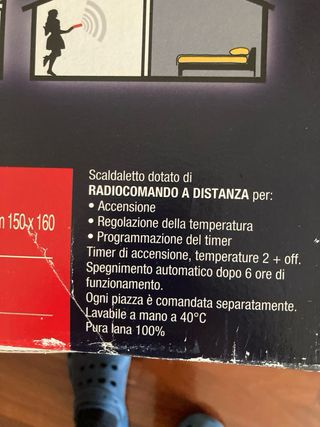 Scaldaletto dotato di
RADIOCOMANDO A DISTANZA per:
• Accensione
• Regolazione della temperatura
• Programmazione del timer
Timer di accensione, temperature 2 + off.
Spegnimento automatico dopo 6 ore di
funzionamento.
Ogni piazza è comandata separatamente.
Lavabile a mano a 40°C
Pura lana 100%
150 x 160